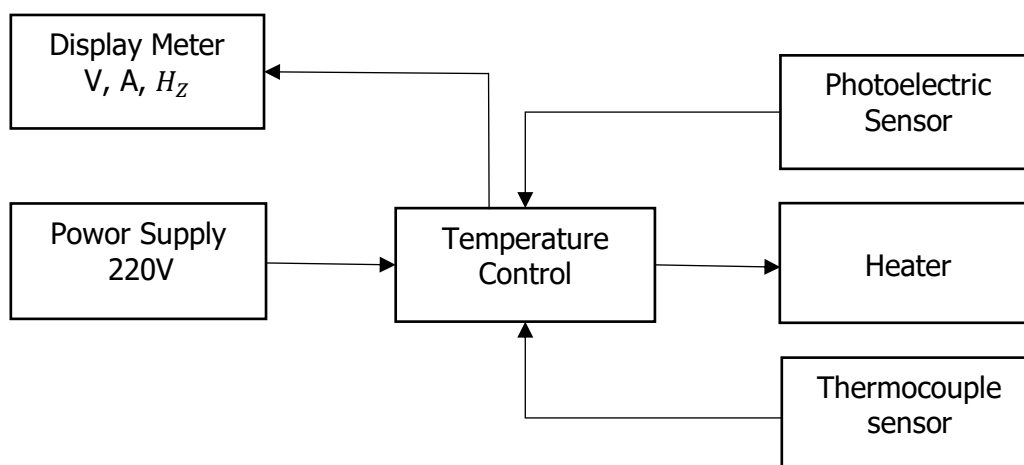 Display Meter
V, A, H_Z
Photoelectric
Sensor
Powor Supply
220V
Temperature
Control
Heater
Thermocouple
sensor